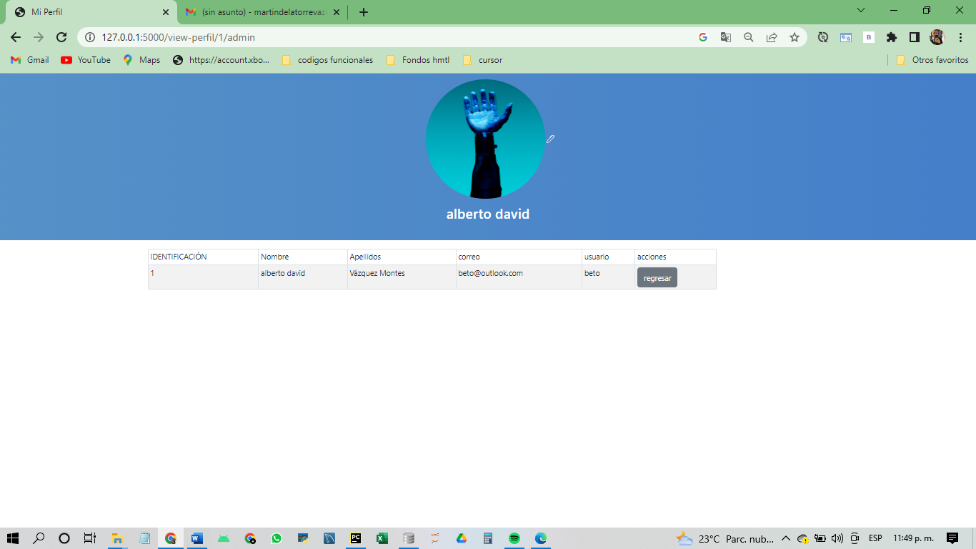 Mi Perfil
(sin asunto) - martindelatorreva
127.0.0.1:5000/view-perfil/1/admin
Gmail YouTube Maps https://account.xbo... codigos funcionales Fondos hmtl cursor Otros favoritos
alberto david
IDENTIFICACIÓN Nombre Apellidos correo usuario acciones
1 alberto david Vázquez Montes beto@outlook.com beto regresar
23°C Parc. nub... ESP 11:49 p. m.